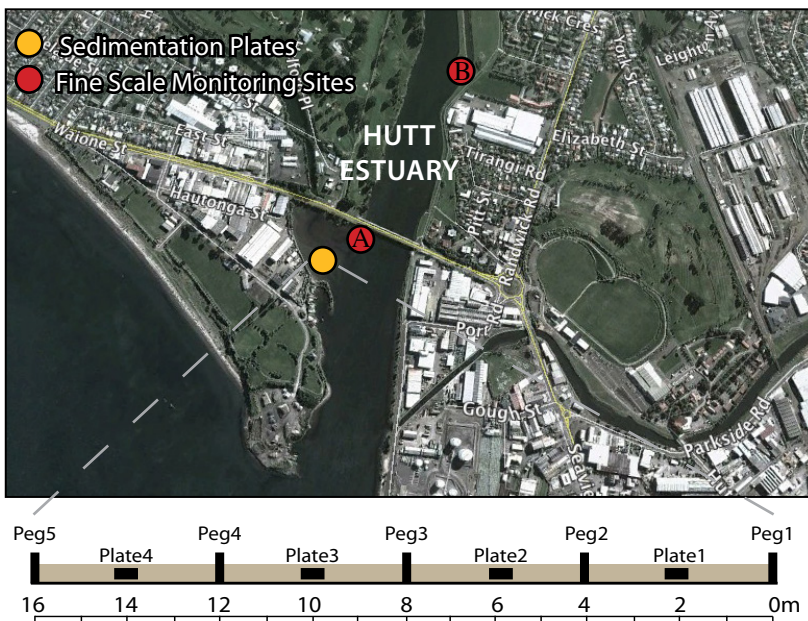 Sedimentation Plates
Fine Scale Monitoring Sites
B
HUTT
ESTUARY
A
East St
Waione St
Hautonga St
York St
Elizabeth St
Tirangi Rd
Pitt St
Randwick Rd
Port Rd
Gough St
Parkside Rd
Peg5 Peg4 Peg3 Peg2 Peg1
Plate4 Plate3 Plate2 Plate1
16 14 12 10 8 6 4 2 0m